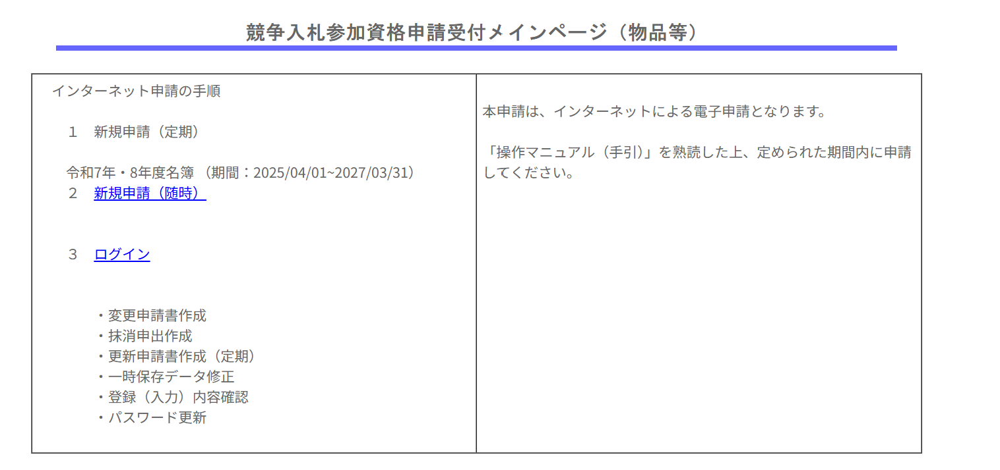 競争入札参加資格申請受付メインページ（物品等）
インターネット申請の手順
１　新規申請（定期）
令和7年・8年度名簿 （期間：2025/04/01~2027/03/31）
２　新規申請（随時）
３　ログイン
・変更申請書作成
・抹消申出作成
・更新申請書作成（定期）
・一時保存データ修正
・登録（入力）内容確認
・パスワード更新
本申請は、インターネットによる電子申請となります。
「操作マニュアル（手引）」を熟読した上、定められた期間内に申請
してください。